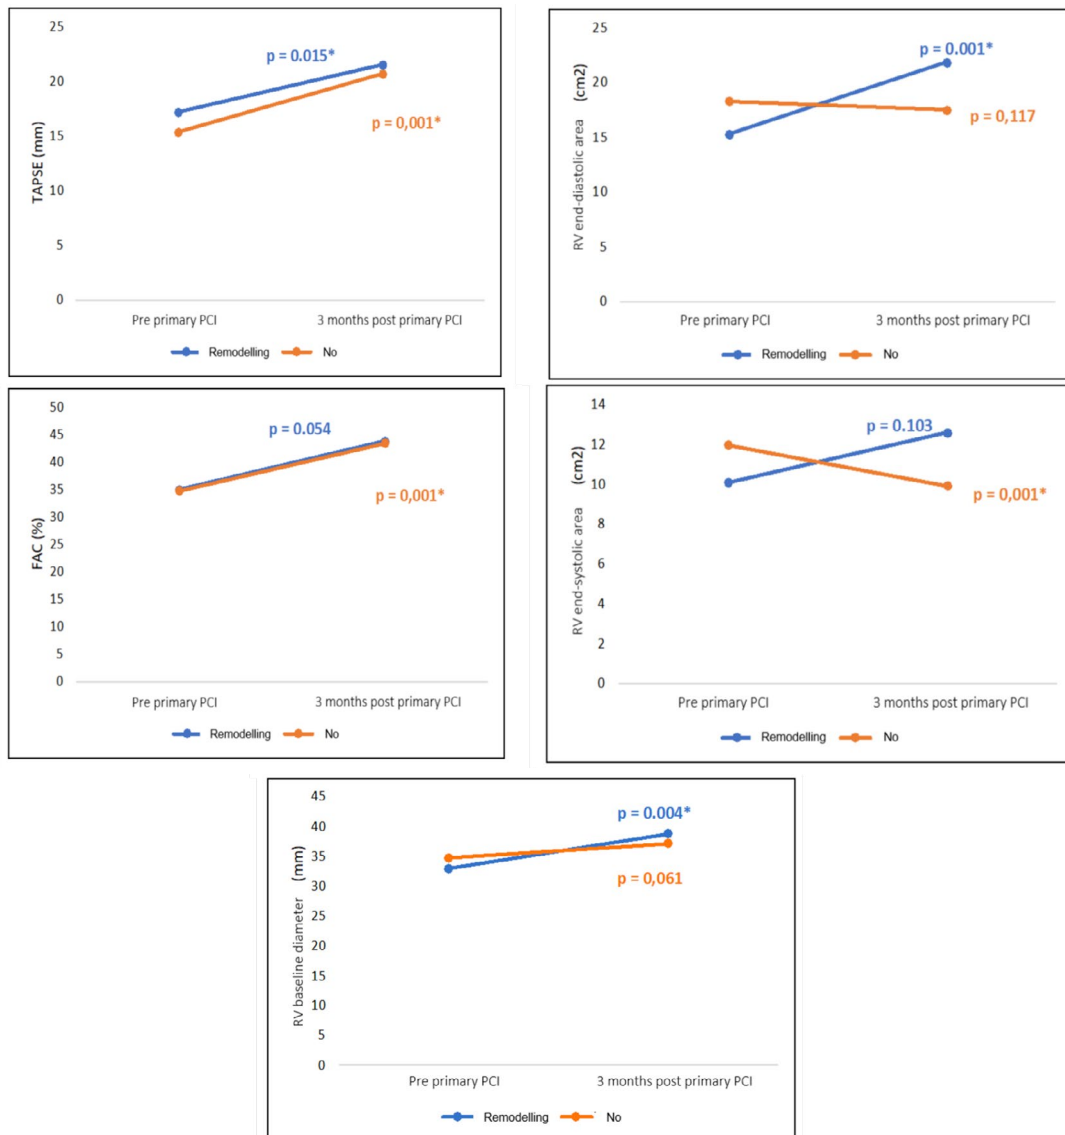 25
20
15
10
5
0
TAPSE (mm)
p = 0.015*
p = 0,001*
Pre primary PCI
3 months post primary PCI
Remodelling
No
25
20
15
10
5
0
RV end-diastolic area (cm2)
p = 0.001*
p = 0,117
Pre primary PCI
3 months post primary PCI
Remodelling
No
50
45
40
35
30
25
20
15
10
5
0
FAC (%)
p = 0.054
p = 0,001*
Pre primary PCI
3 months post primary PCI
Remodelling
No
14
12
10
8
6
4
2
0
RV end-systolic area (cm2)
p = 0.103
p = 0,001*
Pre primary PCI
3 months post primary PCI
Remodelling
No
45
40
35
30
25
20
15
10
5
0
RV baseline diameter (mm)
p = 0.004*
p = 0,061
Pre primary PCI
3 months post primary PCI
Remodelling
No